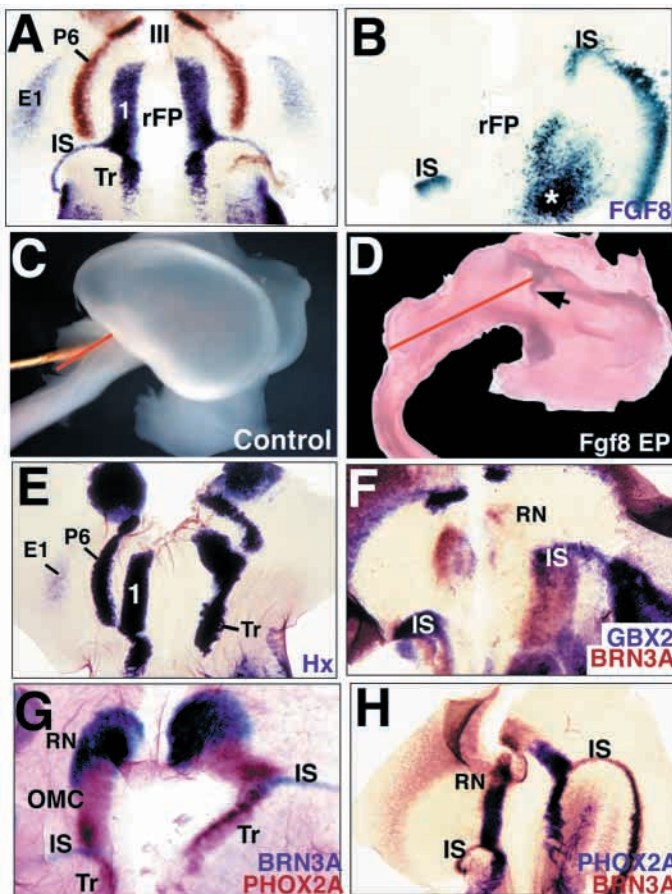 A
III
P6
E1
1
rFP
IS
Tr
B
IS
rFP
IS
*
FGF8
C
Control
D
Fgf8 EP
E
P6
E1
1
Tr
Hx
F
RN
IS
IS
GBX2
BRN3A
G
RN
OMC
IS
IS
Tr
Tr
BRN3A
PHOX2A
H
IS
RN
IS
PHOX2A
BRN3A